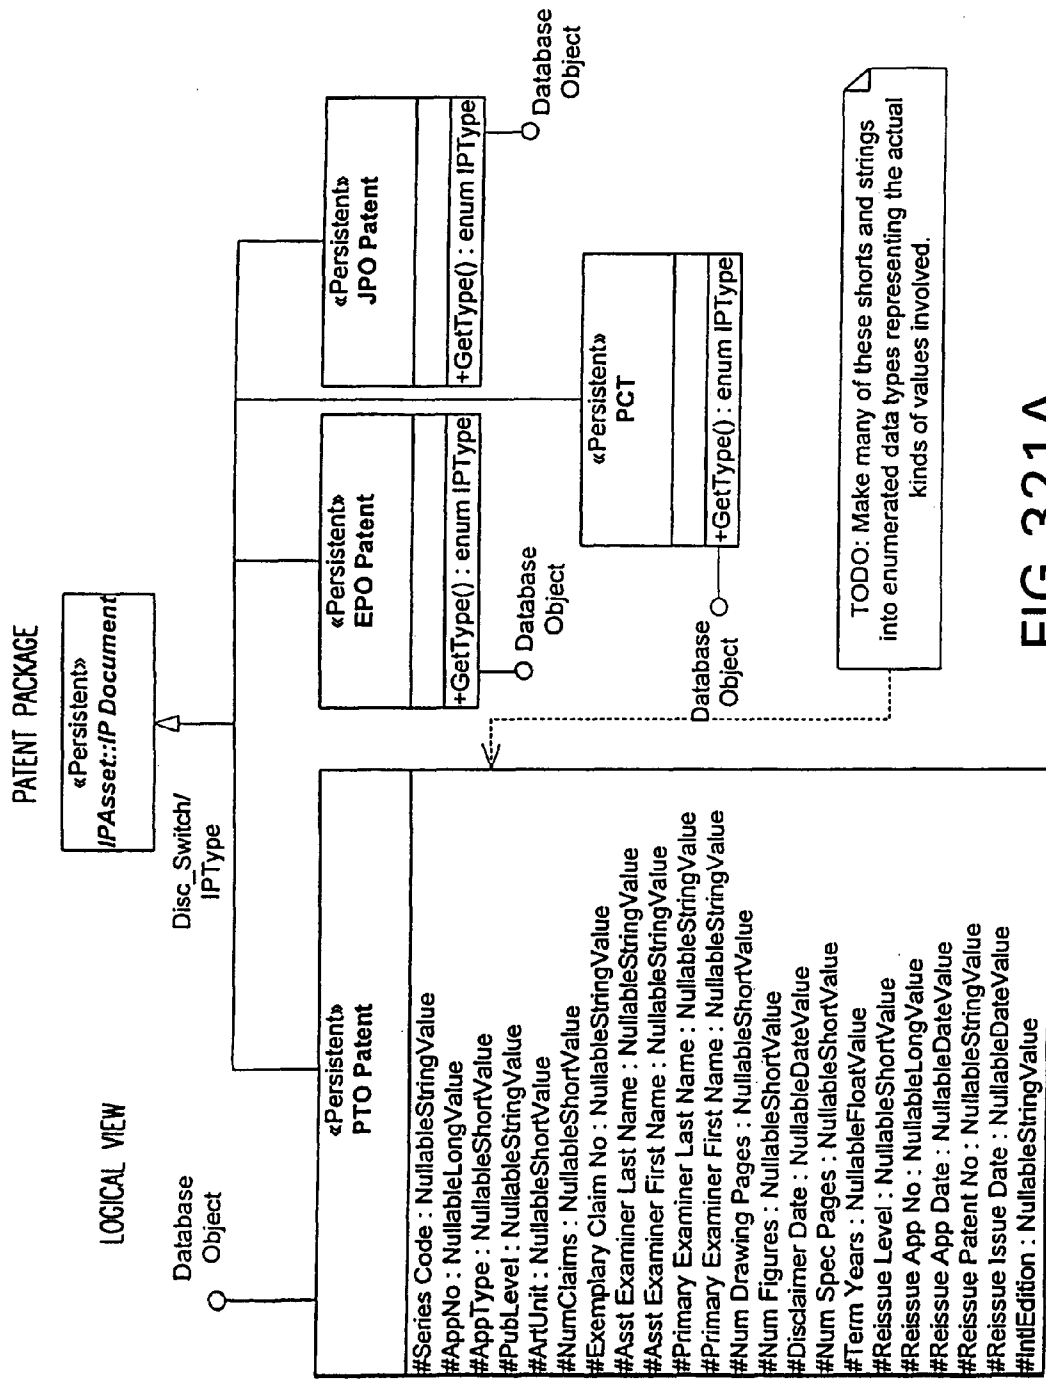 PATENT PACKAGE
LOGICAL VIEW
«Persistent»
IPAsset::IP Document
Disc_Switch/
IPType
Database
Object
«Persistent»
PTO Patent
#Series Code : NullableStringValue
#AppNo : NullableLongValue
#AppType : NullableShortValue
#PubLevel : NullableStringValue
#ArtUnit : NullableShortValue
#NumClaims : NullableShortValue
#Exemplary Claim No : NullableStringValue
#Asst Examiner Last Name : NullableStringValue
#Asst Examiner First Name : NullableStringValue
#Primary Examiner Last Name : NullableStringValue
#Primary Examiner First Name : NullableStringValue
#Num Drawing Pages : NullableShortValue
#Num Figures : NullableShortValue
#Disclaimer Date : NullableDateValue
#Num Spec Pages : NullableShortValue
#Term Years : NullableFloatValue
#Reissue Level : NullableShortValue
#Reissue App No : NullableLongValue
#Reissue App Date : NullableDateValue
#Reissue Patent No : NullableStringValue
#Reissue Issue Date : NullableDateValue
#IntlEdition : NullableStringValue
«Persistent»
EPO Patent
+GetType() : enum IPType
Database
Object
«Persistent»
JPO Patent
+GetType() : enum IPType
Database
Object
«Persistent»
PCT
+GetType() : enum IPType
Database
Object
TODO: Make many of these shorts and strings
into enumerated data types representing the actual
kinds of values involved.
FIG. 321A